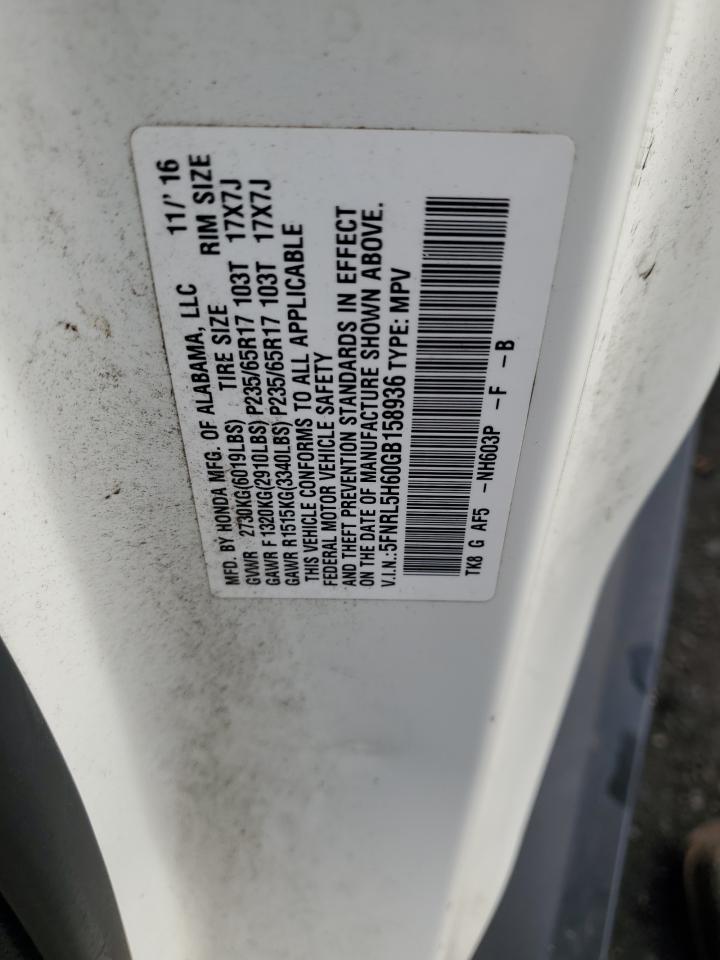 MFD. BY HONDA MFG. OF ALABAMA, LLC 11/' 16
TIRE SIZE RIM SIZE
GVWR 2730KG(6019LBS)
GAWR F 1320KG(2910LBS) P235/65R17 103T 17X7J
GAWR R1515KG(3340LBS) P235/65R17 103T 17X7J
THIS VEHICLE CONFORMS TO ALL APPLICABLE
FEDERAL MOTOR VEHICLE SAFETY
AND THEFT PREVENTION STANDARDS IN EFFECT
ON THE DATE OF MANUFACTURE SHOWN ABOVE.
V.I.N.:5FNRL5H60GB158936 TYPE: MPV
TK8 G AF5 -NH603P -F -B